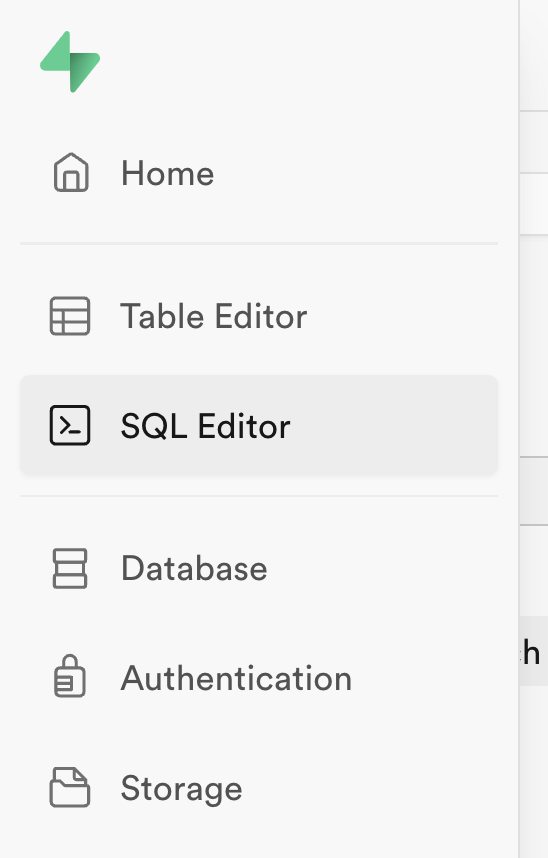 Home
Table Editor
SQL Editor
h
Database
Authentication
Storage